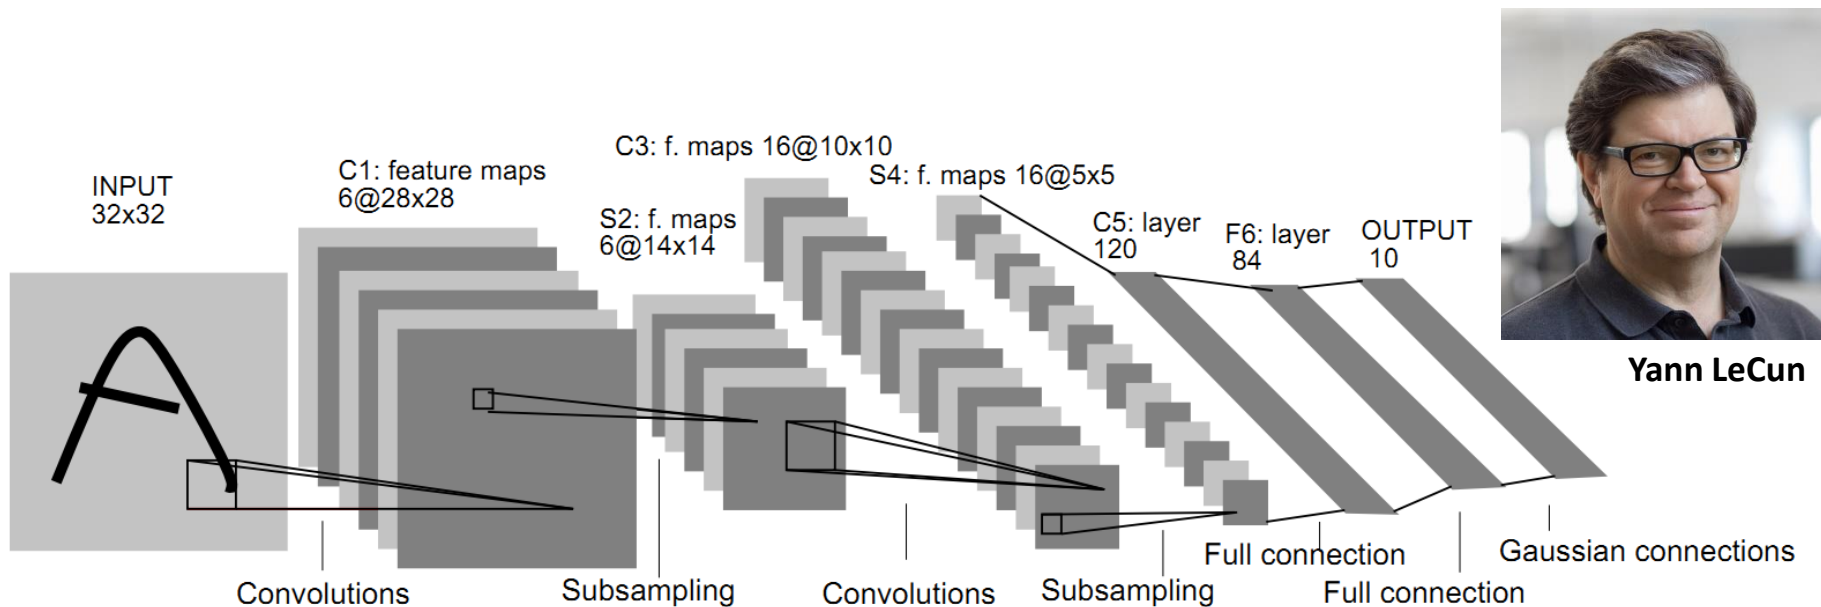 INPUT
32x32
C1: feature maps
6@28x28
S2: f. maps
6@14x14
C3: f. maps 16@10x10
S4: f. maps 16@5x5
C5: layer
120
F6: layer
84
OUTPUT
10
Yann LeCun
Convolutions
Subsampling
Convolutions
Subsampling
Full connection
Full connection
Gaussian connections
A